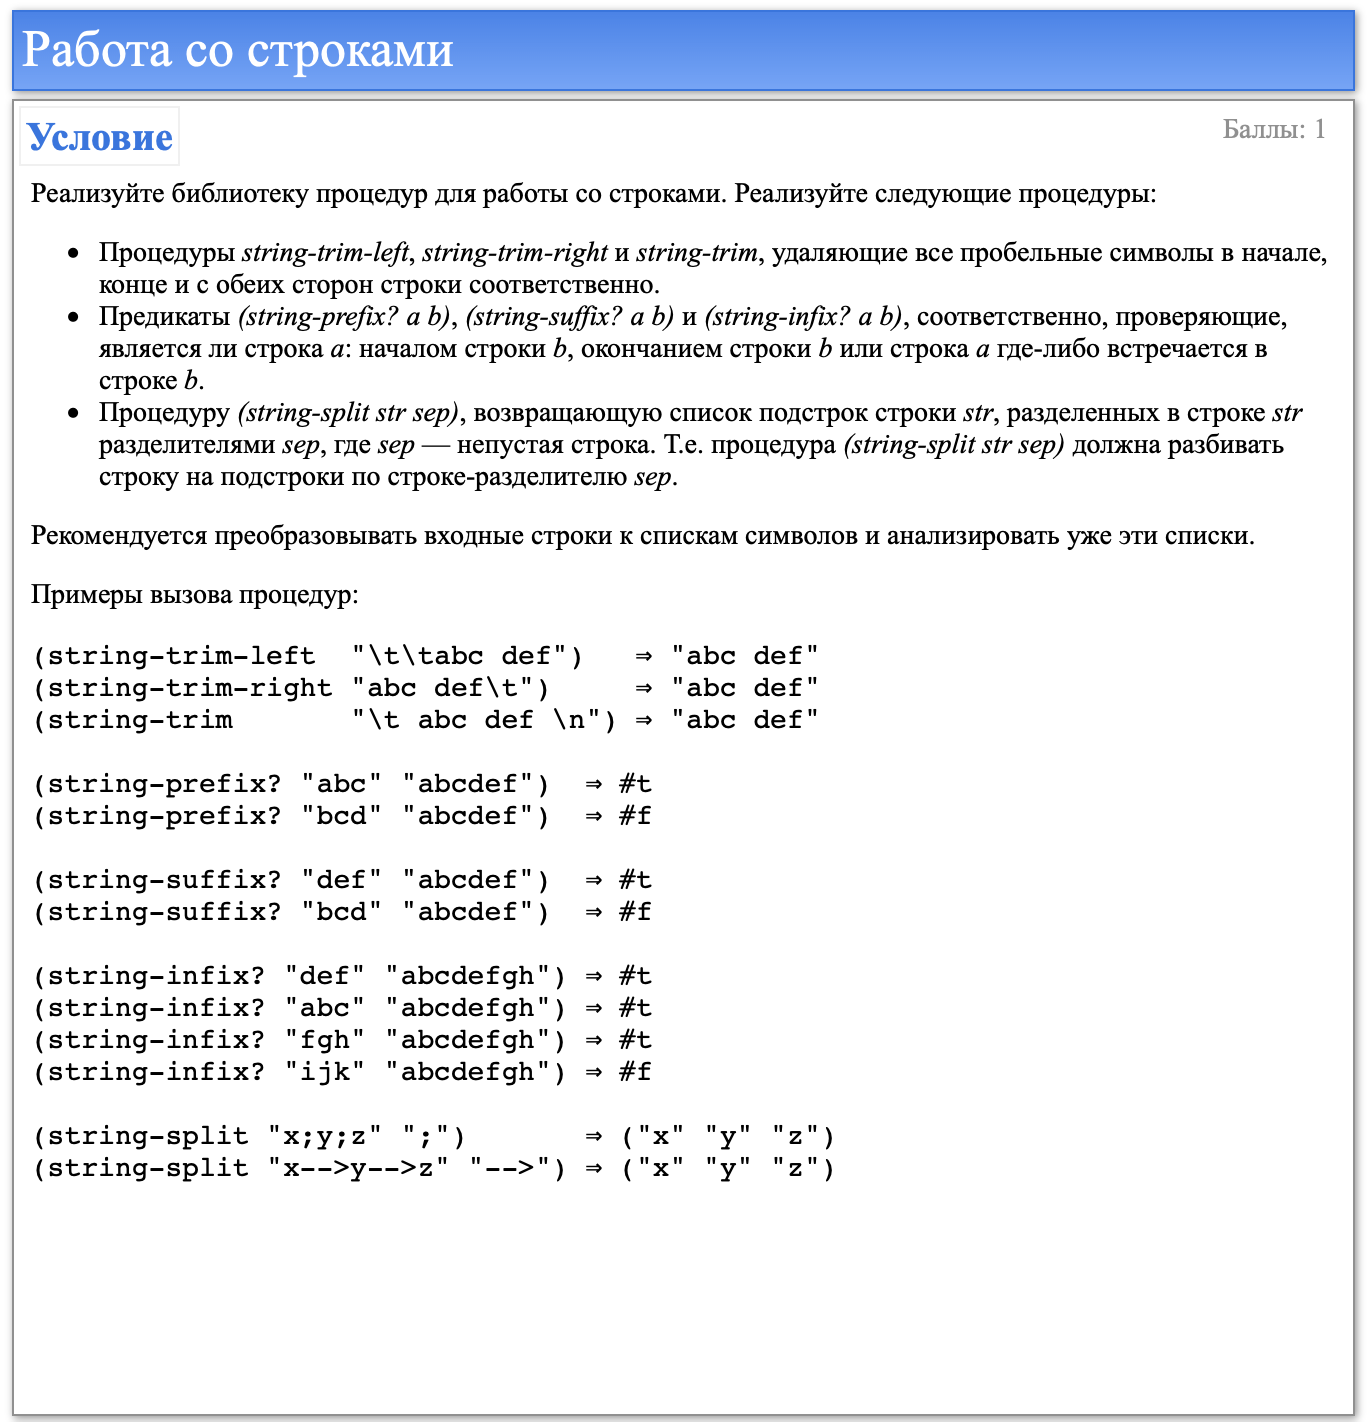 Работа со строками
Условие
Баллы: 1
Реализуйте библиотеку процедур для работы со строками. Реализуйте следующие процедуры:
• Процедуры string-trim-left, string-trim-right и string-trim, удаляющие все пробельные символы в начале,
конце и с обеих сторон строки соответственно.
• Предикаты (string-prefix? a b), (string-suffix? a b) и (string-infix? a b), соответственно, проверяющие,
является ли строка a: началом строки b, окончанием строки b или строка a где-либо встречается в
строке b.
• Процедуру (string-split str sep), возвращающую список подстрок строки str, разделенных в строке str
разделителями sep, где sep — непустая строка. Т.е. процедура (string-split str sep) должна разбивать
строку на подстроки по строке-разделителю sep.
Рекомендуется преобразовывать входные строки к спискам символов и анализировать уже эти списки.
Примеры вызова процедур:
(string-trim-left  "\t\tabc def")   ⇒ "abc def"
(string-trim-right "abc def\t")     ⇒ "abc def"
(string-trim       "\t abc def \n") ⇒ "abc def"
(string-prefix? "abc" "abcdef")  ⇒ #t
(string-prefix? "bcd" "abcdef")  ⇒ #f
(string-suffix? "def" "abcdef")  ⇒ #t
(string-suffix? "bcd" "abcdef")  ⇒ #f
(string-infix? "def" "abcdefgh") ⇒ #t
(string-infix? "abc" "abcdefgh") ⇒ #t
(string-infix? "fgh" "abcdefgh") ⇒ #t
(string-infix? "ijk" "abcdefgh") ⇒ #f
(string-split "x;y;z" ";")       ⇒ ("x" "y" "z")
(string-split "x-->y-->z" "-->") ⇒ ("x" "y" "z")